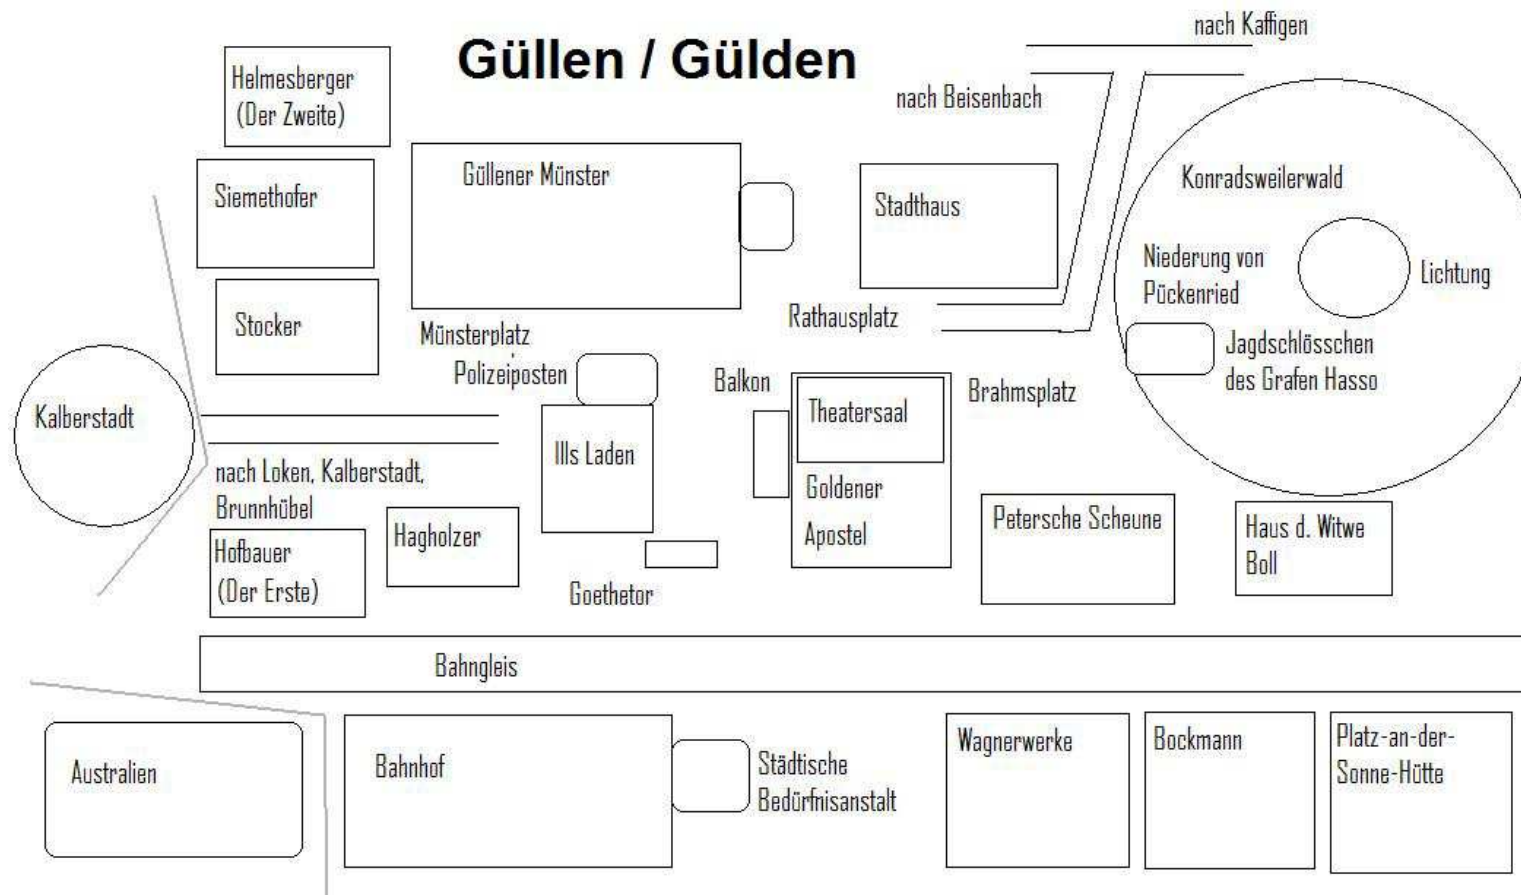 nach Kaffigen
Güllen / Gülden
Helmesberger
(Der Zweite)
nach Beisenbach
Güllener Münster
Konradsweilerwald
Siemethofer
Stadthaus
Niederung von
Pückenried
Lichtung
Stocker
Rathausplatz
Münsterplatz
Polizeiposten
Jagdschlösschen
des Grafen Hasso
Balkon
Brahmsplatz
Kalberstadt
Theatersaal
Ills Laden
nach Loken, Kalberstadt,
Brunnhübel
Goldener
Apostel
Petersche Scheune
Haus d. Witwe
Boll
Hagholzer
Hofbauer
(Der Erste)
Goethetor
Bahngleis
Australien
Bahnhof
Städtische
Bedürfnisanstalt
Wagnerwerke
Bockmann
Platz-an-der-
Sonne-Hütte